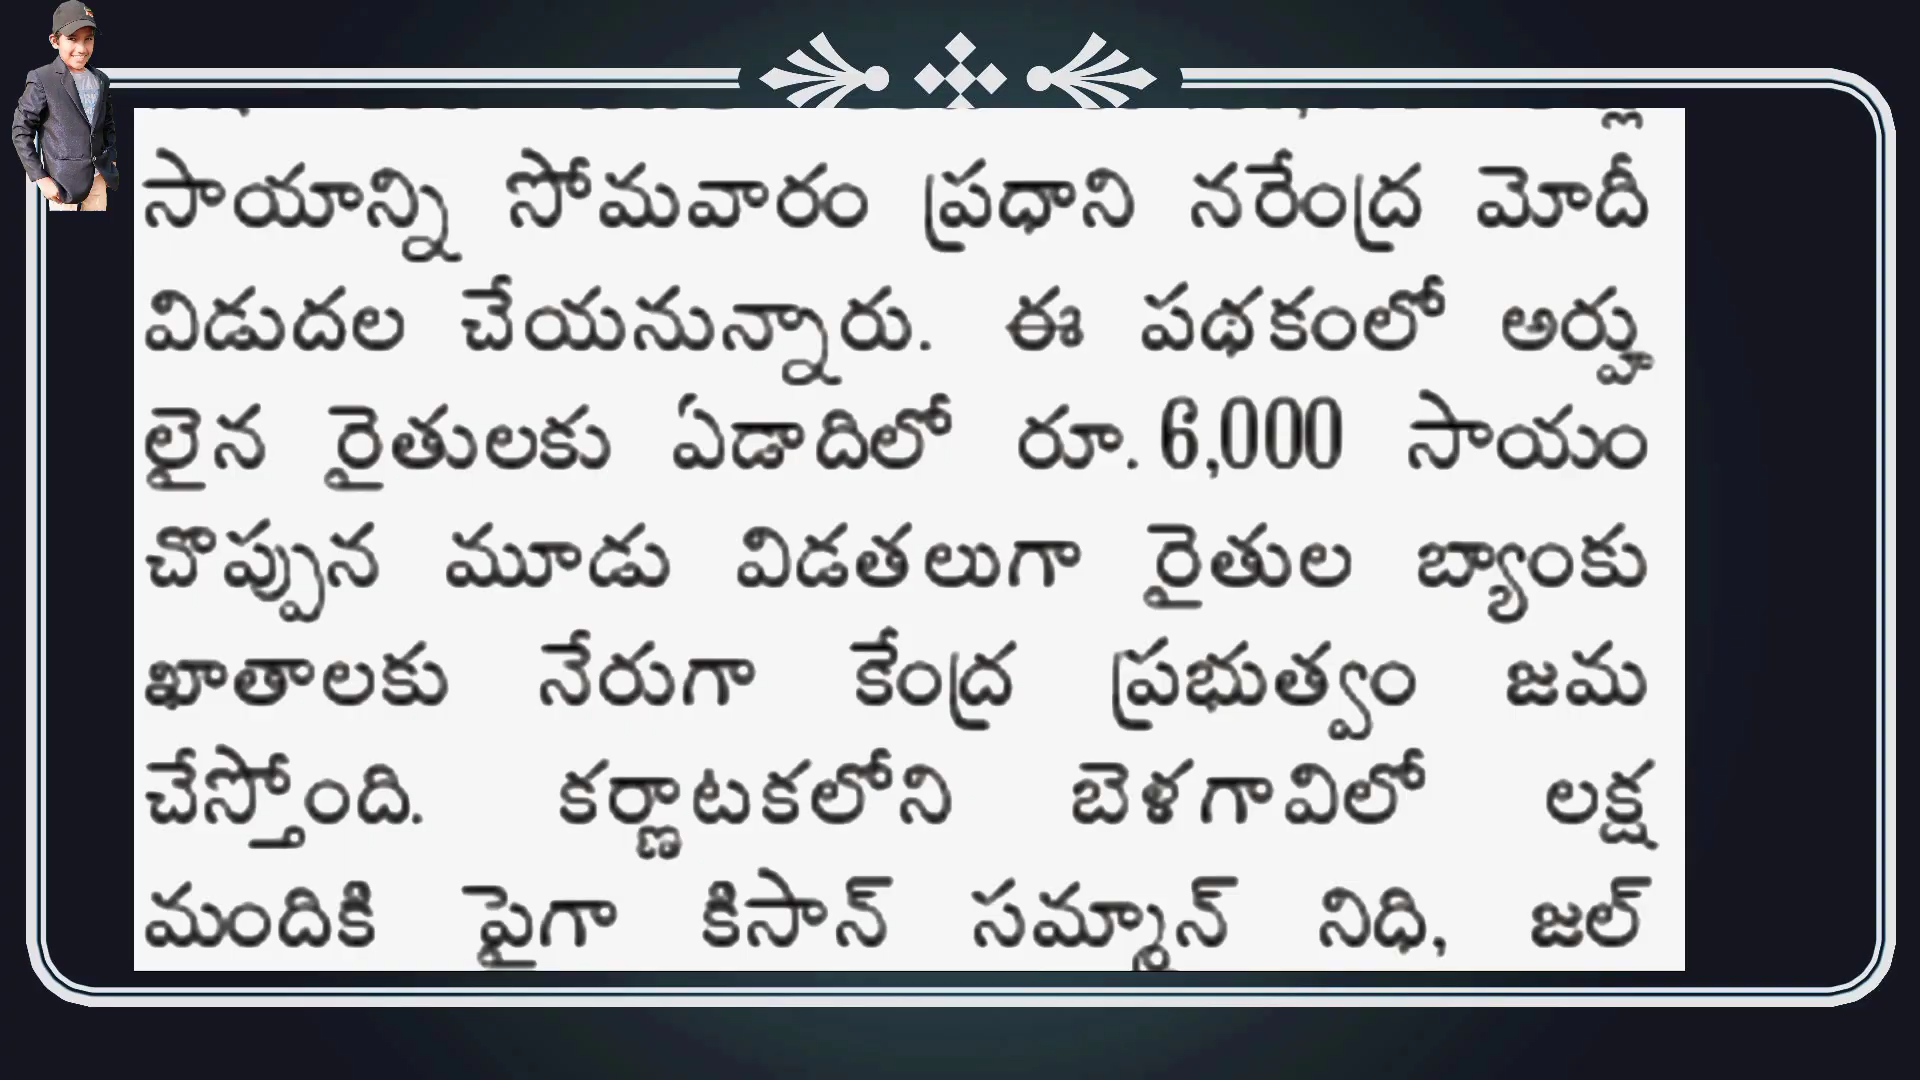 సాయాన్ని సోమవారం ప్రధాని నరేంద్ర మోదీ
విడుదల చేయనున్నారు. ఈ పథకంలో అర్హు
లైన రైతులకు ఏడాదిలో రూ. 6,000 సాయం
చొప్పున మూడు విడతలుగా రైతుల బ్యాంకు
ఖాతాలకు నేరుగా కేంద్ర ప్రభుత్వం జమ
చేస్తోంది. కర్ణాటకలోని బెళగావిలో లక్ష
మందికి పైగా కిసాన్ సమ్మాన్ నిధి, జల్